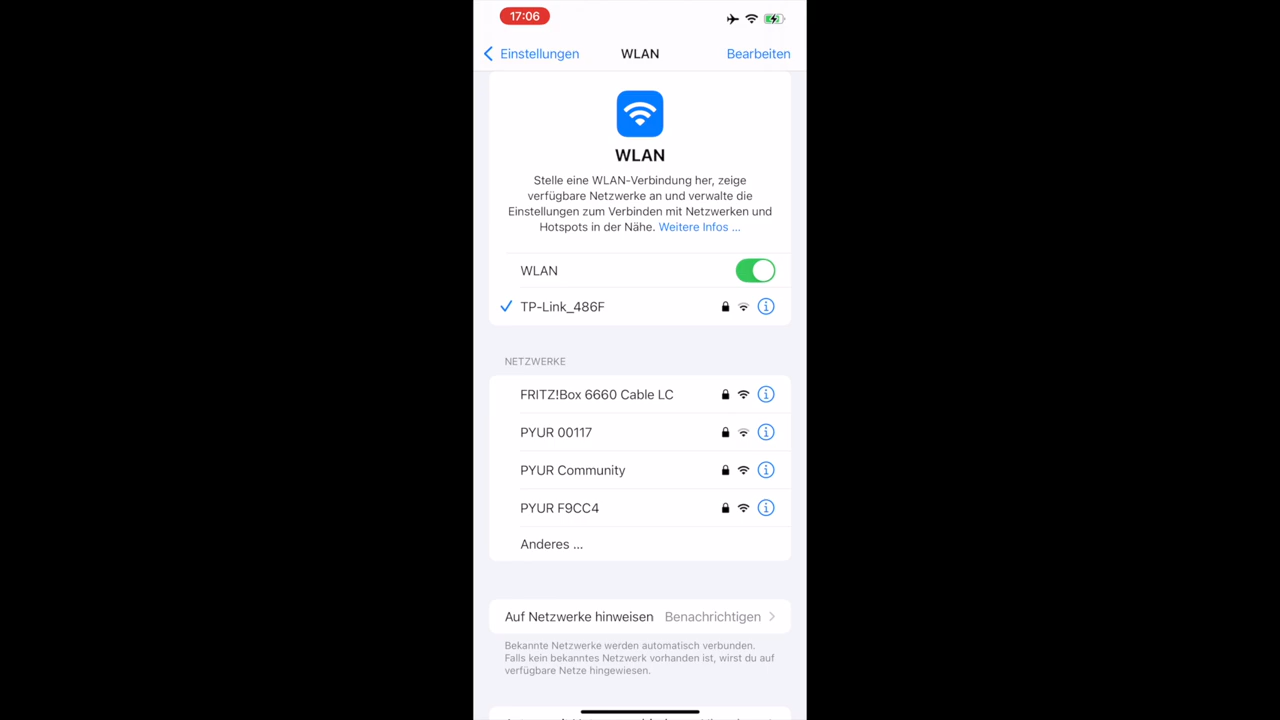 17:06
Einstellungen WLAN Bearbeiten
WLAN
Stelle eine WLAN-Verbindung her, zeige
verfügbare Netzwerke an und verwalte die
Einstellungen zum Verbinden mit Netzwerken und
Hotspots in der Nähe. Weitere Infos ...
WLAN
TP-Link_486F
NETZWERKE
FRITZ!Box 6660 Cable LC
PYUR 00117
PYUR Community
PYUR F9CC4
Anderes ...
Auf Netzwerke hinweisen Benachrichtigen
Bekannte Netzwerke werden automatisch verbunden.
Falls kein bekanntes Netzwerk vorhanden ist, wirst du auf
verfügbare Netze hingewiesen.